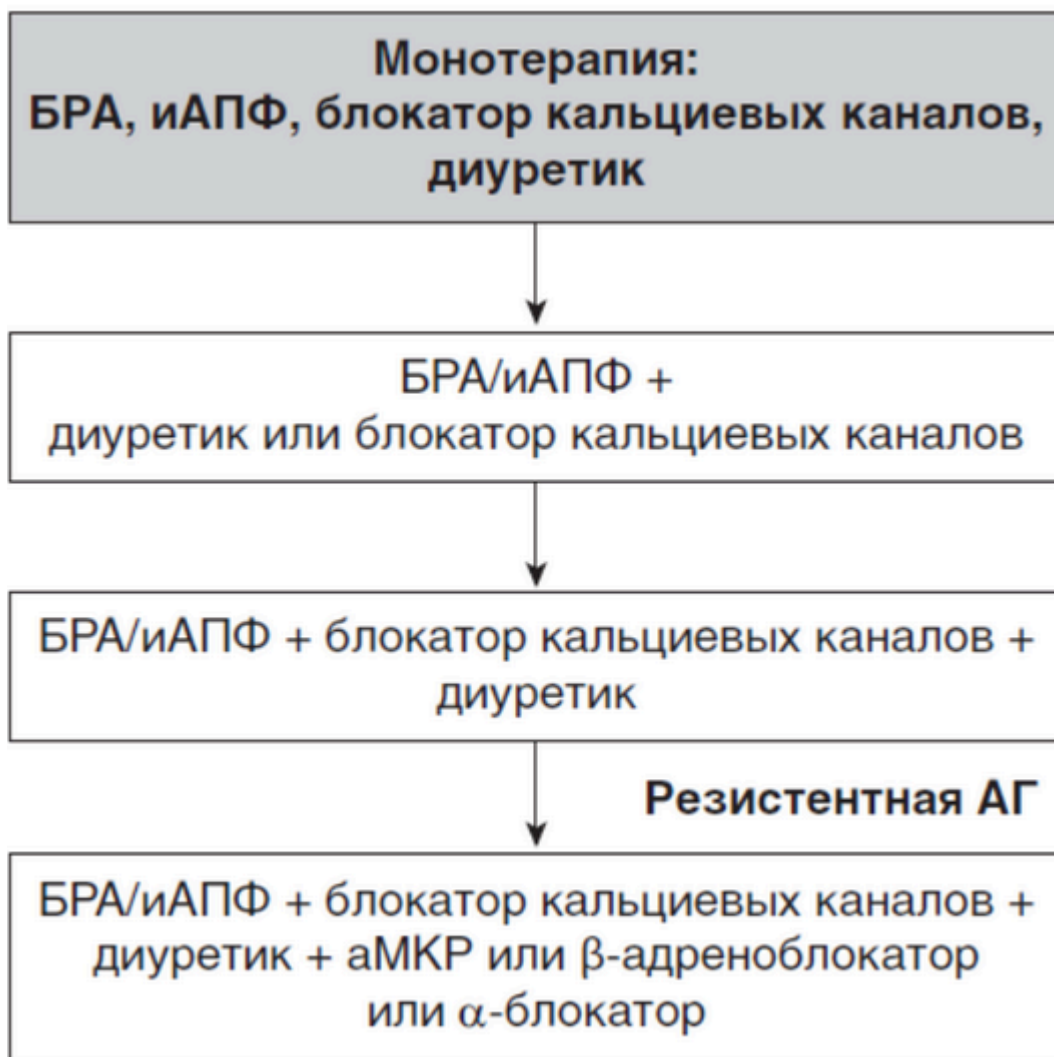 Монотерапия:
БРА, иАПФ, блокатор кальциевых каналов,
диуретик
БРА/иАПФ +
диуретик или блокатор кальциевых каналов
БРА/иАПФ + блокатор кальциевых каналов +
диуретик
Резистентная АГ
БРА/иАПФ + блокатор кальциевых каналов +
диуретик + аМКР или β-адреноблокатор
или α-блокатор